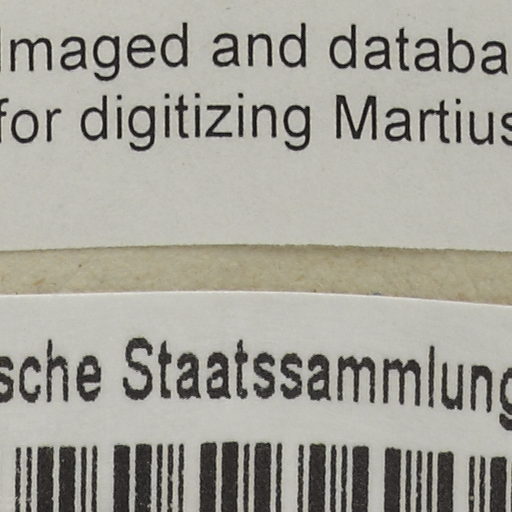 Imaged and databa
for digitizing Martius
sche Staatssammlung